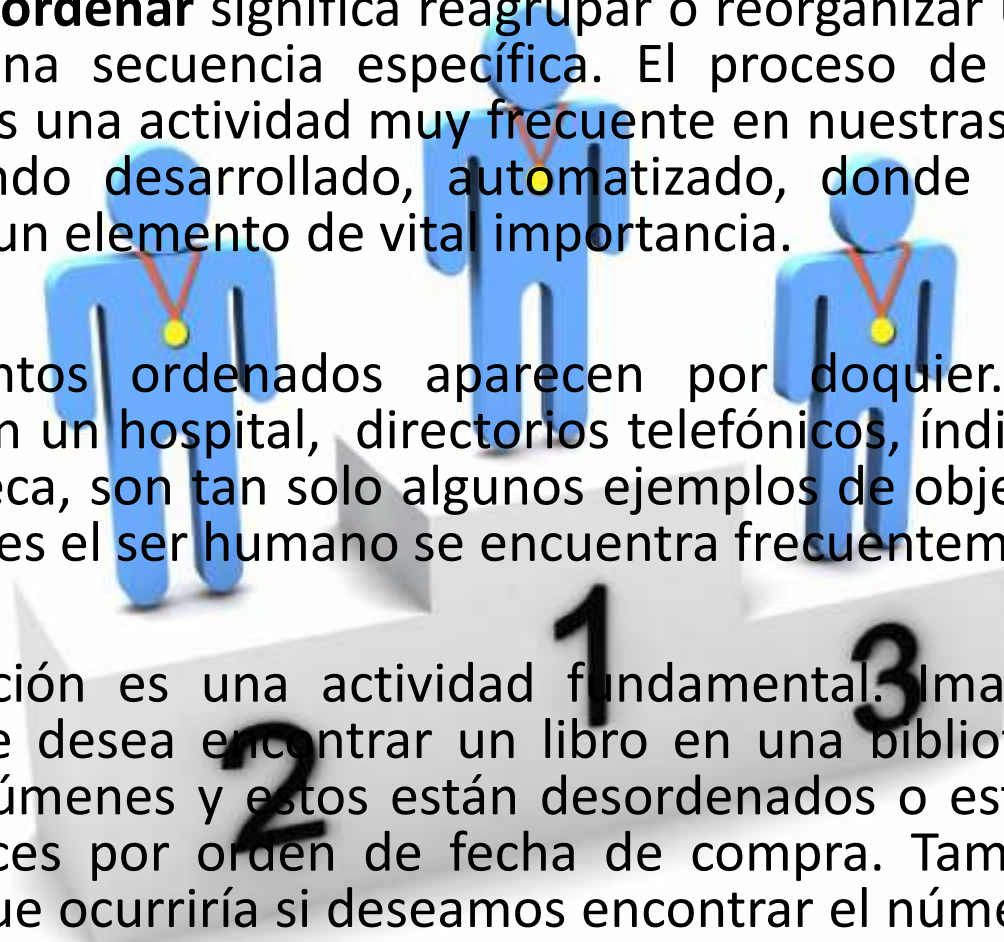 ordenar significa reagrupar o reorganizar
na secuencia específica. El proceso de
s una actividad muy frecuente en nuestras
ndo desarrollado, automatizado, donde
un elemento de vital importancia.
ntos ordenados aparecen por doquier.
n un hospital, directorios telefónicos, índi
eca, son tan solo algunos ejemplos de obje
es el ser humano se encuentra frecuentem
ción es una actividad fundamental. Ima
e desea encontrar un libro en una bibliot
úmenes y estos están desordenados o est
ces por orden de fecha de compra. Tam
ue ocurriría si deseamos encontrar el núme
1
2
3